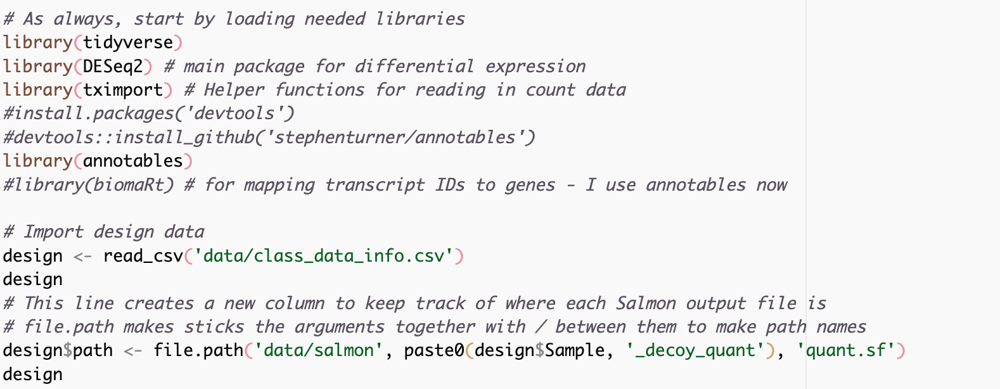 # As always, start by loading needed libraries
library(tidyverse)
library(DESeq2) # main package for differential expression
library(tximport) # Helper functions for reading in count data
#install.packages('devtools')
#devtools::install_github('stephenturner/annotables')
library(annotables)
#library(biomaRt) # for mapping transcript IDs to genes - I use annotables now
# Import design data
design <- read_csv('data/class_data_info.csv')
design
# This line creates a new column to keep track of where each Salmon output file is
# file.path makes sticks the arguments together with / between them to make path names
design$path <- file.path('data/salmon', paste0(design$Sample, '_decoy_quant'), 'quant.sf')
design